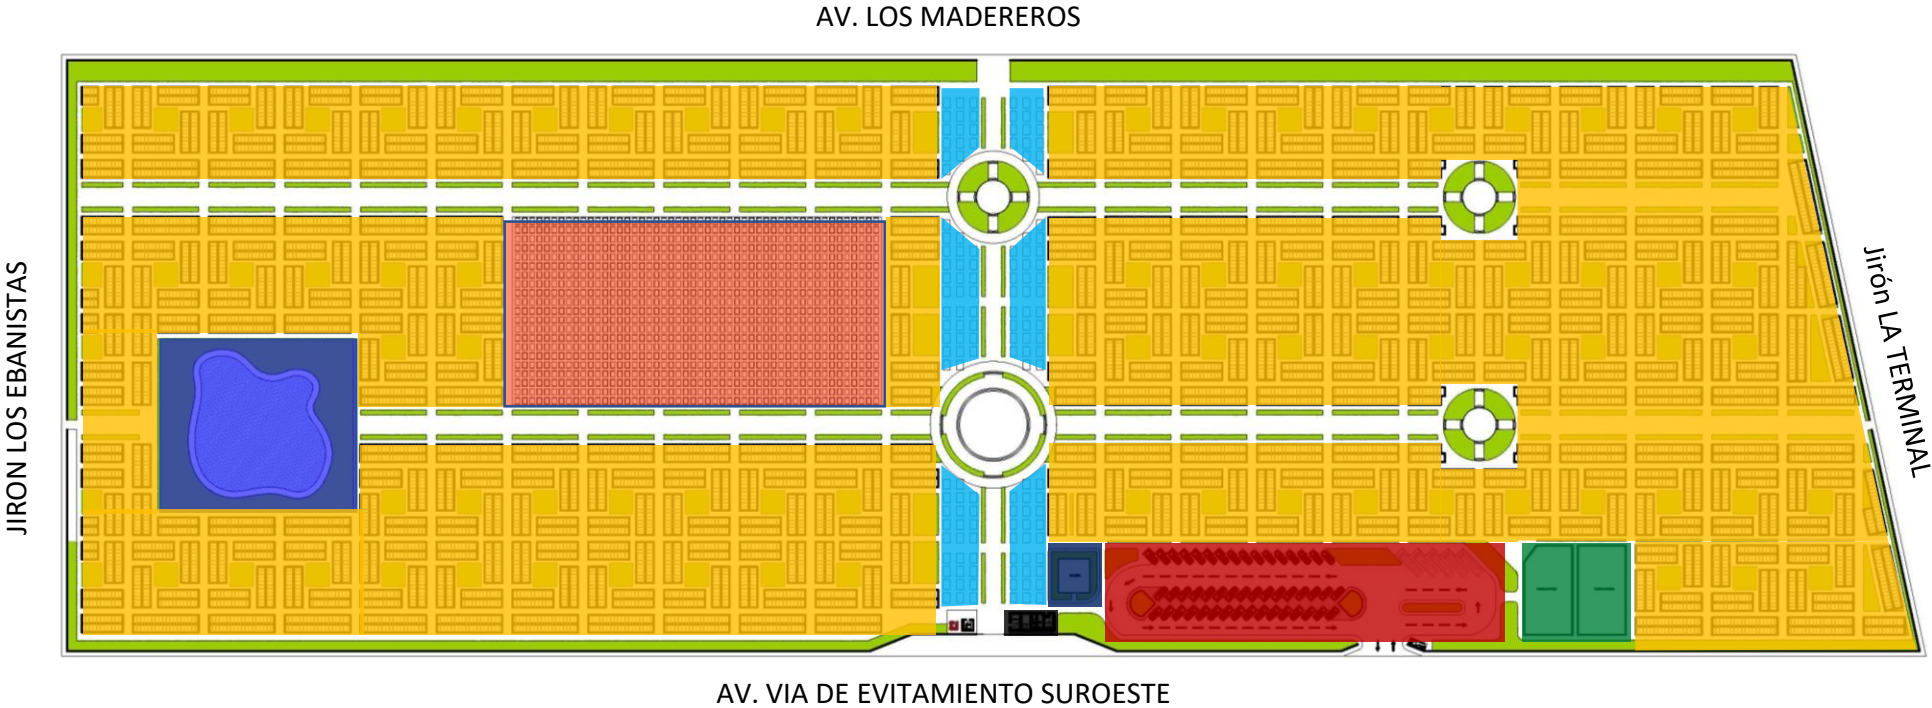 AV. LOS MADEREROS
JIRON LOS EBANISTAS
Jirón LA TERMINAL
AV. VIA DE EVITAMIENTO SUROESTE